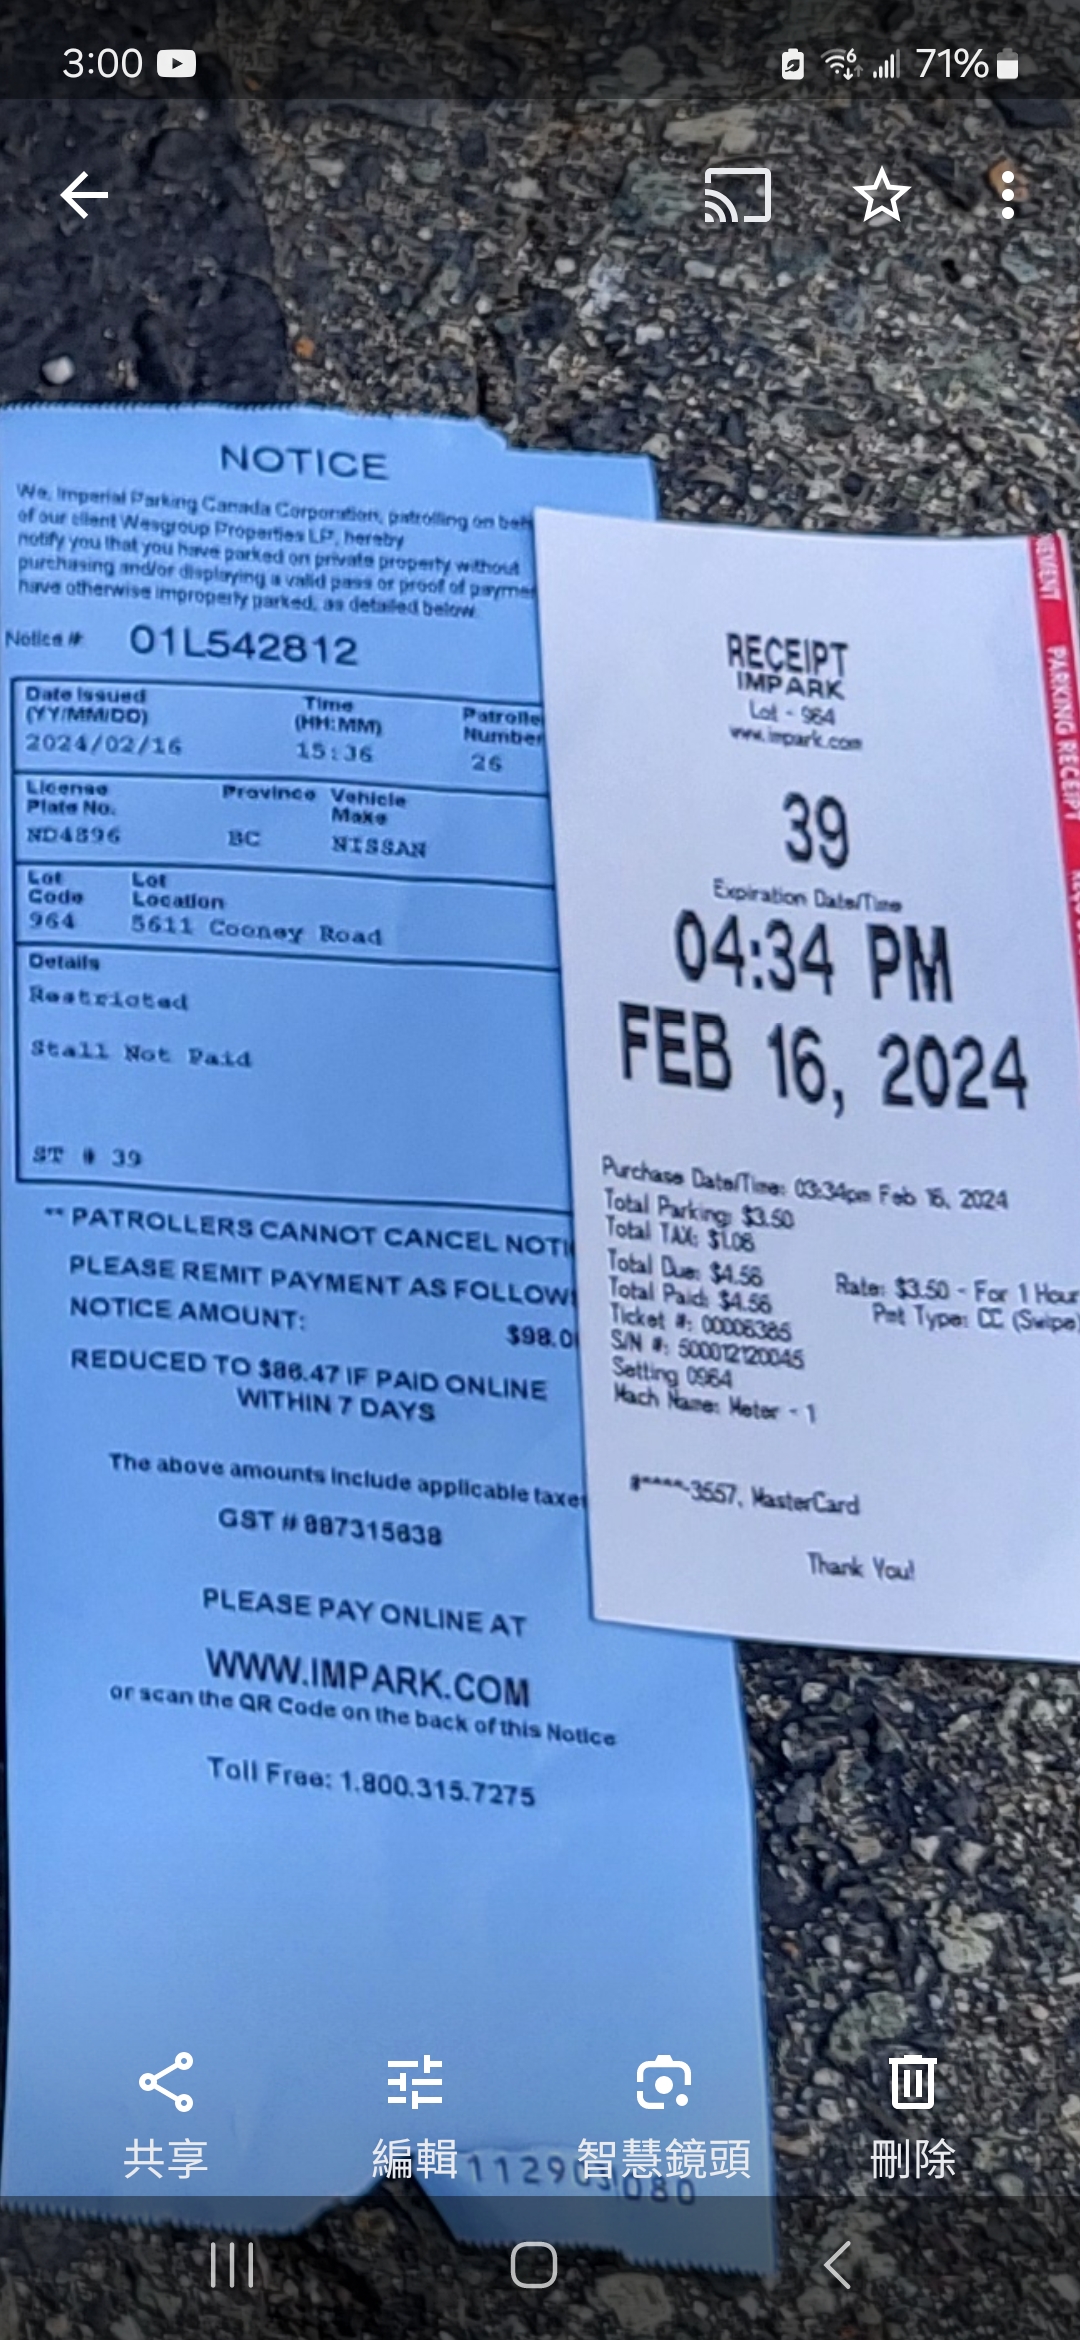 3:00
71%
NOTICE
We, Imperial Parking Canada Corporation, patrolling on beh
of our client Wesgroup Properties LP, hereby
notify you that you have parked on private property without
purchasing and/or displaying a valid pass or proof of paymen
have otherwise improperly parked, as detailed below.
Notice # 01L542812
Date Issued
(YY/MM/DD)
2024/02/16
Time
(HH:MM)
15:36
Patroller
Number
26
License
Plate No.
ND4896
Province
BC
Vehicle
Make
NISSAN
Lot
Code
964
Lot
Location
5611 Cooney Road
Details
Restricted
Stall Not Paid
ST # 39
** PATROLLERS CANNOT CANCEL NOTI
PLEASE REMIT PAYMENT AS FOLLOW
NOTICE AMOUNT: $98.0
REDUCED TO $86.47 IF PAID ONLINE
WITHIN 7 DAYS
The above amounts include applicable taxes
GST # 887315638
PLEASE PAY ONLINE AT
WWW.IMPARK.COM
or scan the QR Code on the back of this Notice
Toll Free: 1.800.315.7275
RECEIPT
IMPARK
Lot - 964
www.impark.com
39
Expiration Date/Time
04:34 PM
FEB 16, 2024
Purchase Date/Time: 03:34pm Feb 16, 2024
Total Parking: $3.50
Total TAX: $1.06
Total Due: $4.56
Rate: $3.50 - For 1 Hour
Total Paid: $4.56
Pmt Type: CC (Swipe)
Ticket #: 00006385
S/N #: 500012120045
Setting 0964
Mach Name: Meter - 1
#****-3557, MasterCard
Thank You!
PARKING RECEIPT
共享
編輯
智慧鏡頭
刪除